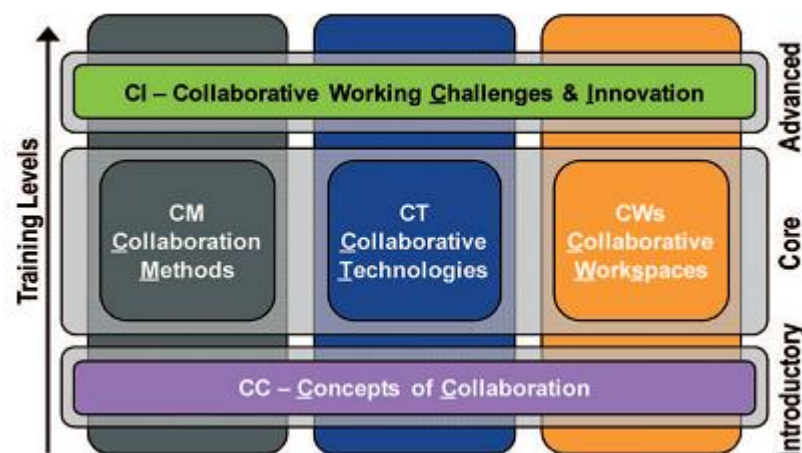 Training Levels
CI – Collaborative Working Challenges & Innovation
Advanced
CM
Collaboration
Methods
CT
Collaborative
Technologies
CWs
Collaborative
Workspaces
Core
CC – Concepts of Collaboration
Introductory